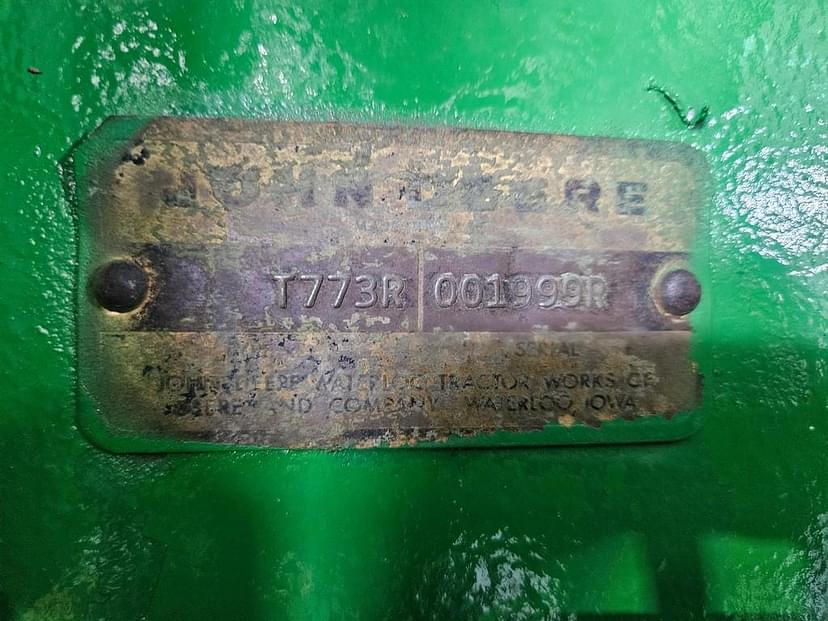 JOHN DEERE
T773R 001999R
SERIAL
JOHN DEERE WATERLOO TRACTOR WORKS OF
DEERE AND COMPANY WATERLOO, IOWA